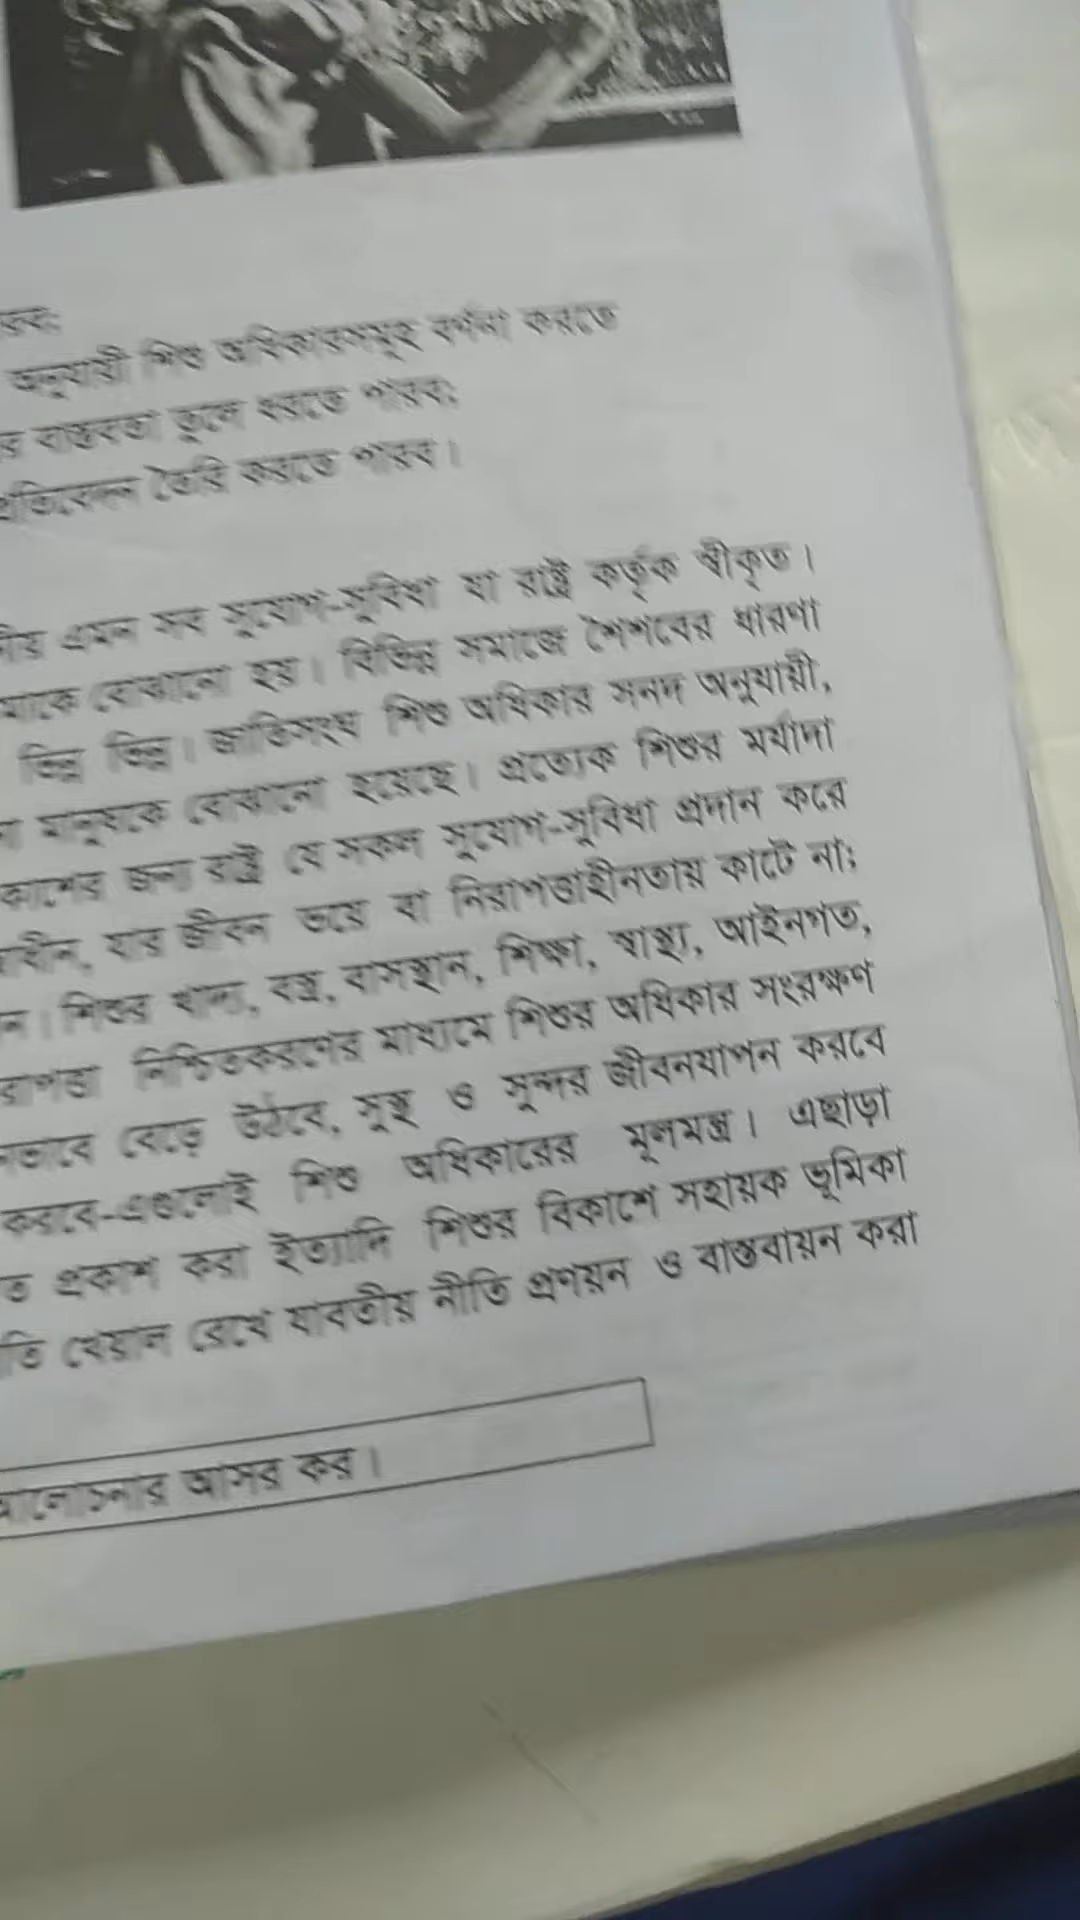 অনুযায়ী শিশু অধিকারসমূহ বর্ণনা করতে
বাস্তবতা তুলে ধরতে পারব;
প্রতিবেদন তৈরি করতে পারব।
এমন সব সুযোগ-সুবিধা যা রাষ্ট্র কর্তৃক স্বীকৃত।
বোঝানো হয়। বিভিন্ন সমাজে শৈশবের ধারণা
ভিন্ন ভিন্ন। জাতিসংঘ শিশু অধিকার সনদ অনুযায়ী,
মানুষকে বোঝানো হয়েছে। প্রত্যেক শিশুর মর্যাদা
জন্য রাষ্ট্র যে সকল সুযোগ-সুবিধা প্রদান করে
যার জীবন ভয়ে বা নিরাপত্তাহীনতায় কাটে না;
ন। শিশুর খাদ্য, বস্ত্র, বাসস্থান, শিক্ষা, স্বাস্থ্য, আইনগত,
নিশ্চিতকরণের মাধ্যমে শিশুর অধিকার সংরক্ষণ
বেড়ে উঠবে, সুস্থ ও সুন্দর জীবনযাপন করবে
করবে-এগুলোই শিশু অধিকারের মূলমন্ত্র। এছাড়া
ত প্রকাশ করা ইত্যাদি শিশুর বিকাশে সহায়ক ভূমিকা
তি খেয়াল রেখে যাবতীয় নীতি প্রণয়ন ও বাস্তবায়ন করা
আলোচনার আসর কর।